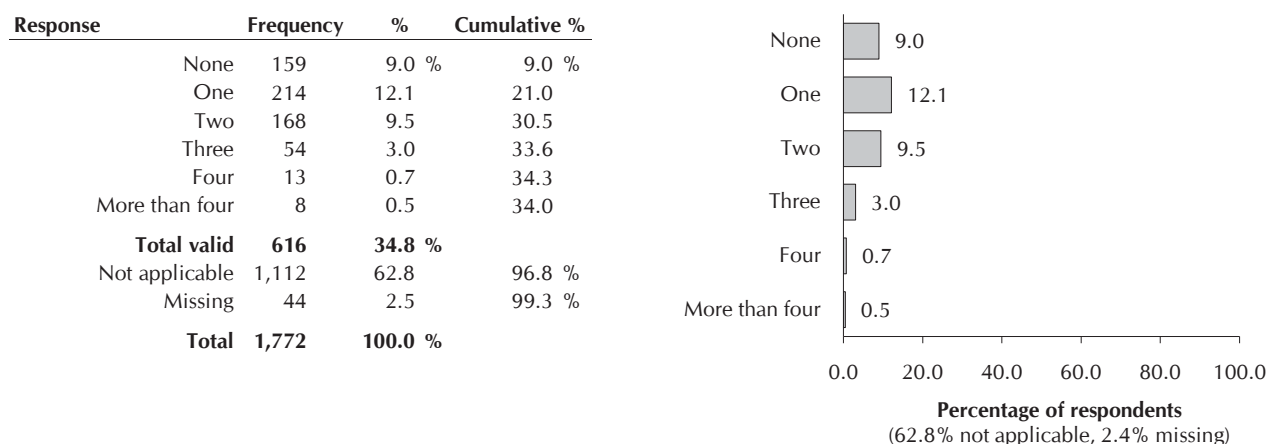 Response Frequency % Cumulative %
None 159 9.0 % 9.0 %
One 214 12.1 21.0
Two 168 9.5 30.5
Three 54 3.0 33.6
Four 13 0.7 34.3
More than four 8 0.5 34.0
Total valid 616 34.8 %
Not applicable 1,112 62.8 96.8 %
Missing 44 2.5 99.3 %
Total 1,772 100.0 %
None 9.0
One 12.1
Two 9.5
Three 3.0
Four 0.7
More than four 0.5
0.0 20.0 40.0 60.0 80.0 100.0
Percentage of respondents
(62.8% not applicable, 2.4% missing)